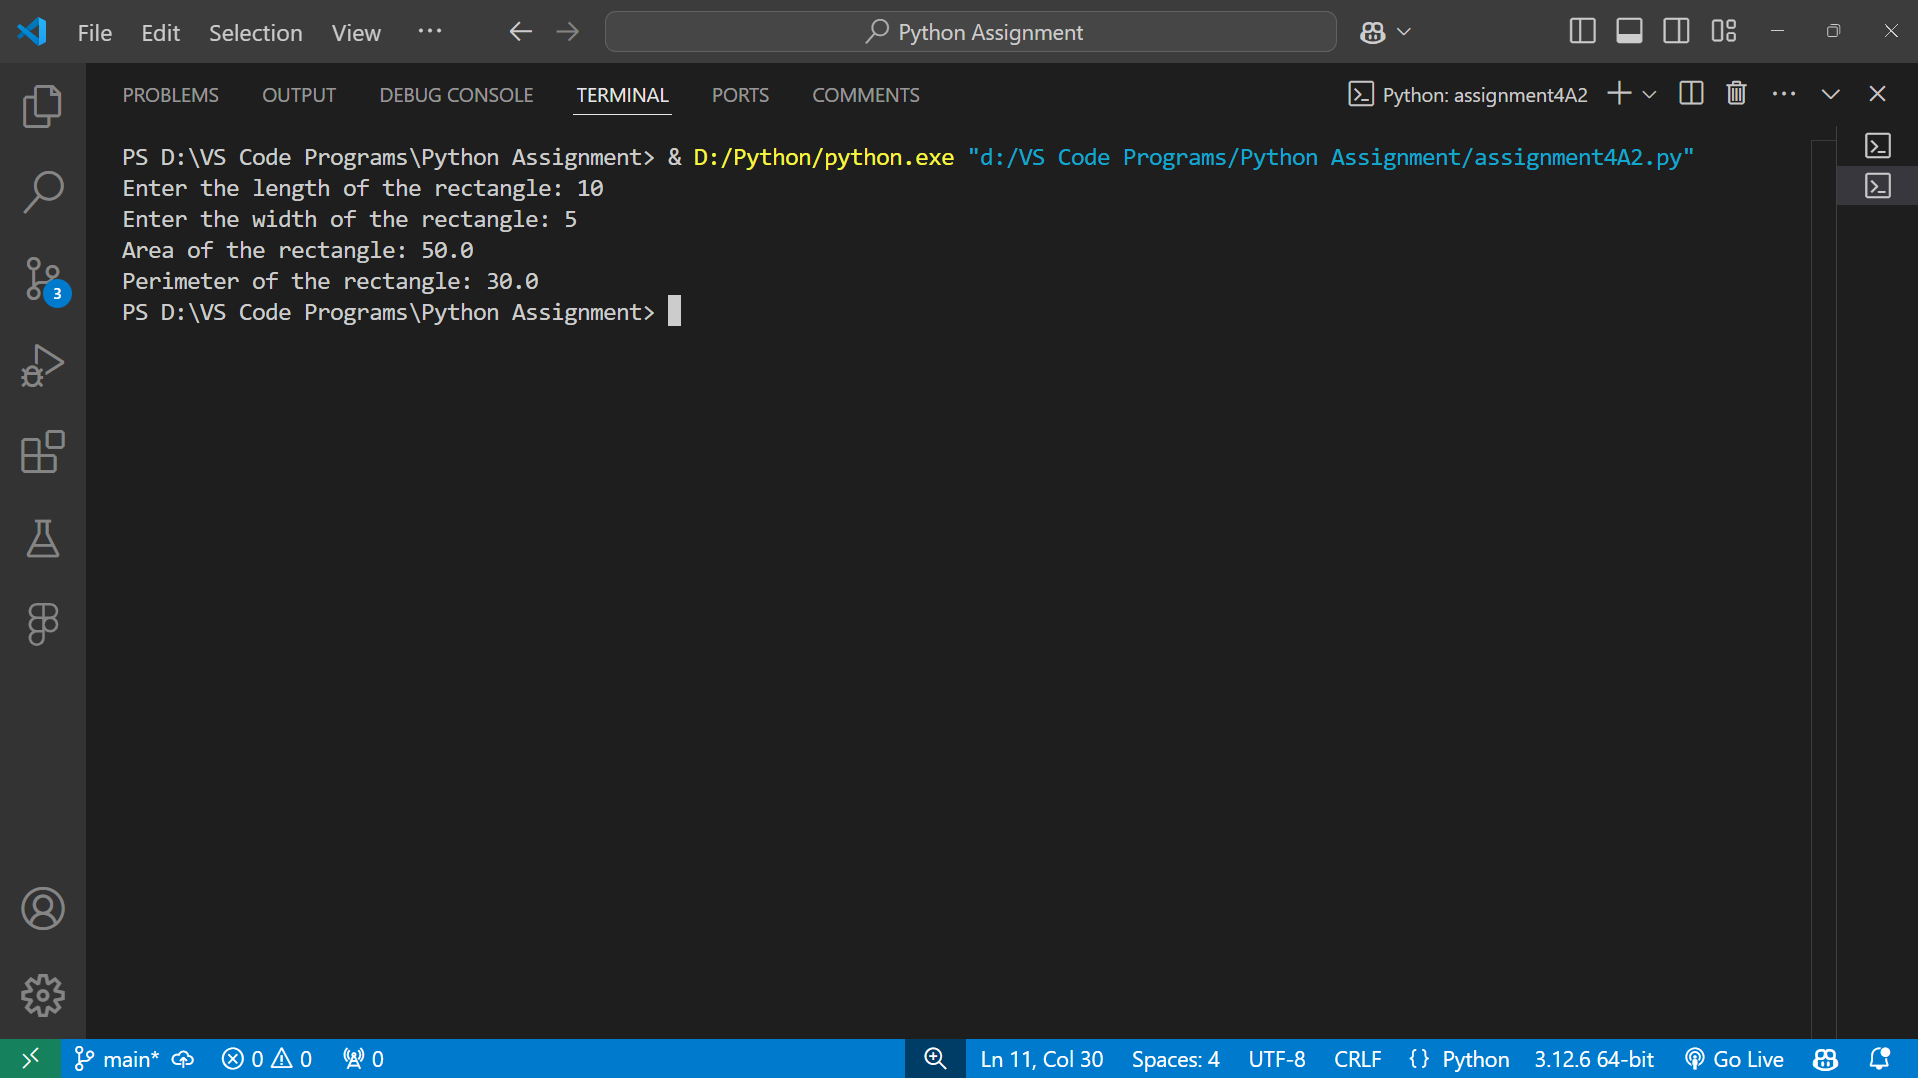 File Edit Selection View ··· Python Assignment
PROBLEMS OUTPUT DEBUG CONSOLE TERMINAL PORTS COMMENTS Python: assignment4A2
PS D:\VS Code Programs\Python Assignment> & D:/Python/python.exe "d:/VS Code Programs/Python Assignment/assignment4A2.py"
Enter the length of the rectangle: 10
Enter the width of the rectangle: 5
Area of the rectangle: 50.0
Perimeter of the rectangle: 30.0
PS D:\VS Code Programs\Python Assignment>
3
main* 0 0 0 Ln 11, Col 30 Spaces: 4 UTF-8 CRLF {} Python 3.12.6 64-bit Go Live